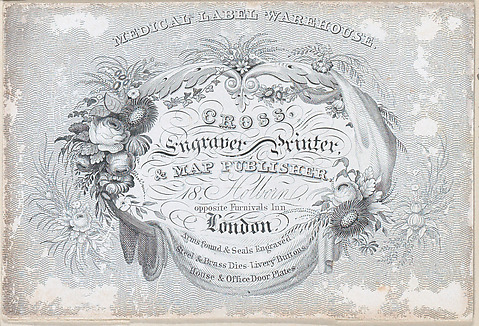 MEDICAL LABEL WAREHOUSE.
CROSS,
Engraver Printer,
& MAP PUBLISHER,
18, Holborn
opposite Furnivals Inn
London
Arms found & Seals Engraved
Steel & Brass Dies Livery Buttons
House & Office Door Plates